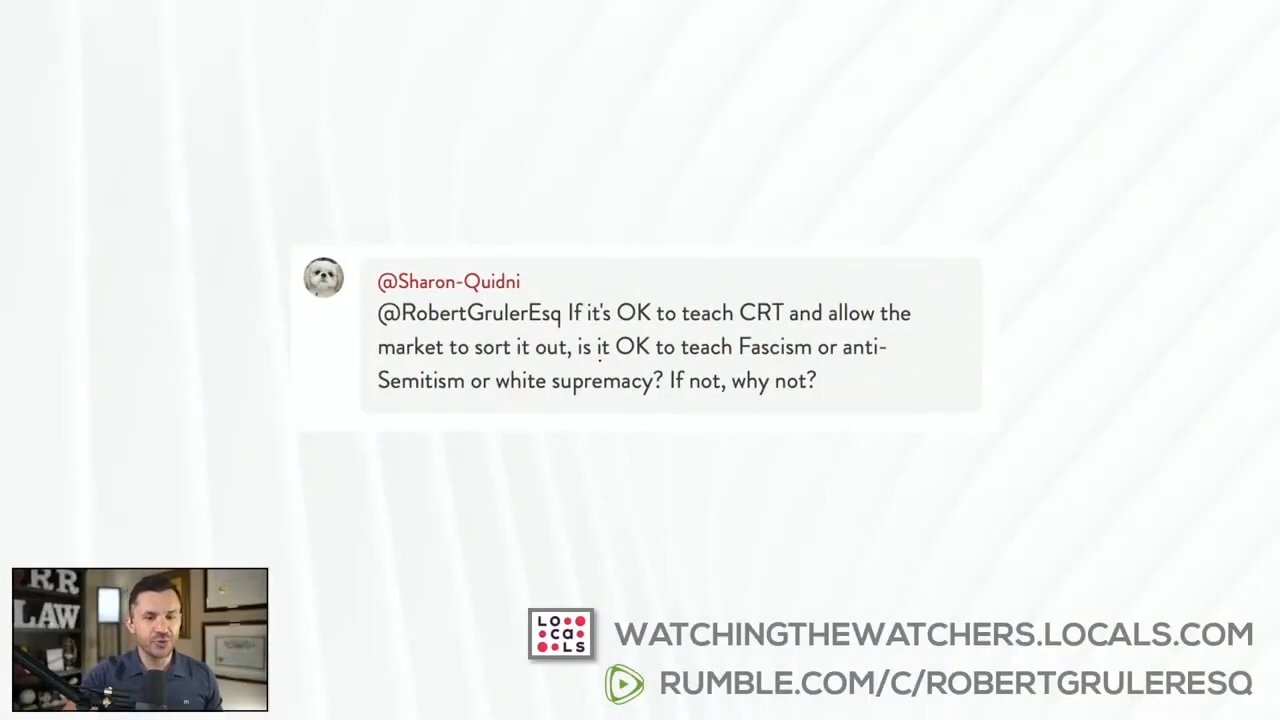 @Sharon-Quidni
@RobertGrulerEsq If it's OK to teach CRT and allow the
market to sort it out, is it OK to teach Fascism or anti-
Semitism or white supremacy? If not, why not?
RR
LAW
LO
ca
LS
WATCHINGTHEWATCHERS.LOCALS.COM
RUMBLE.COM/C/ROBERTGRULERESQ